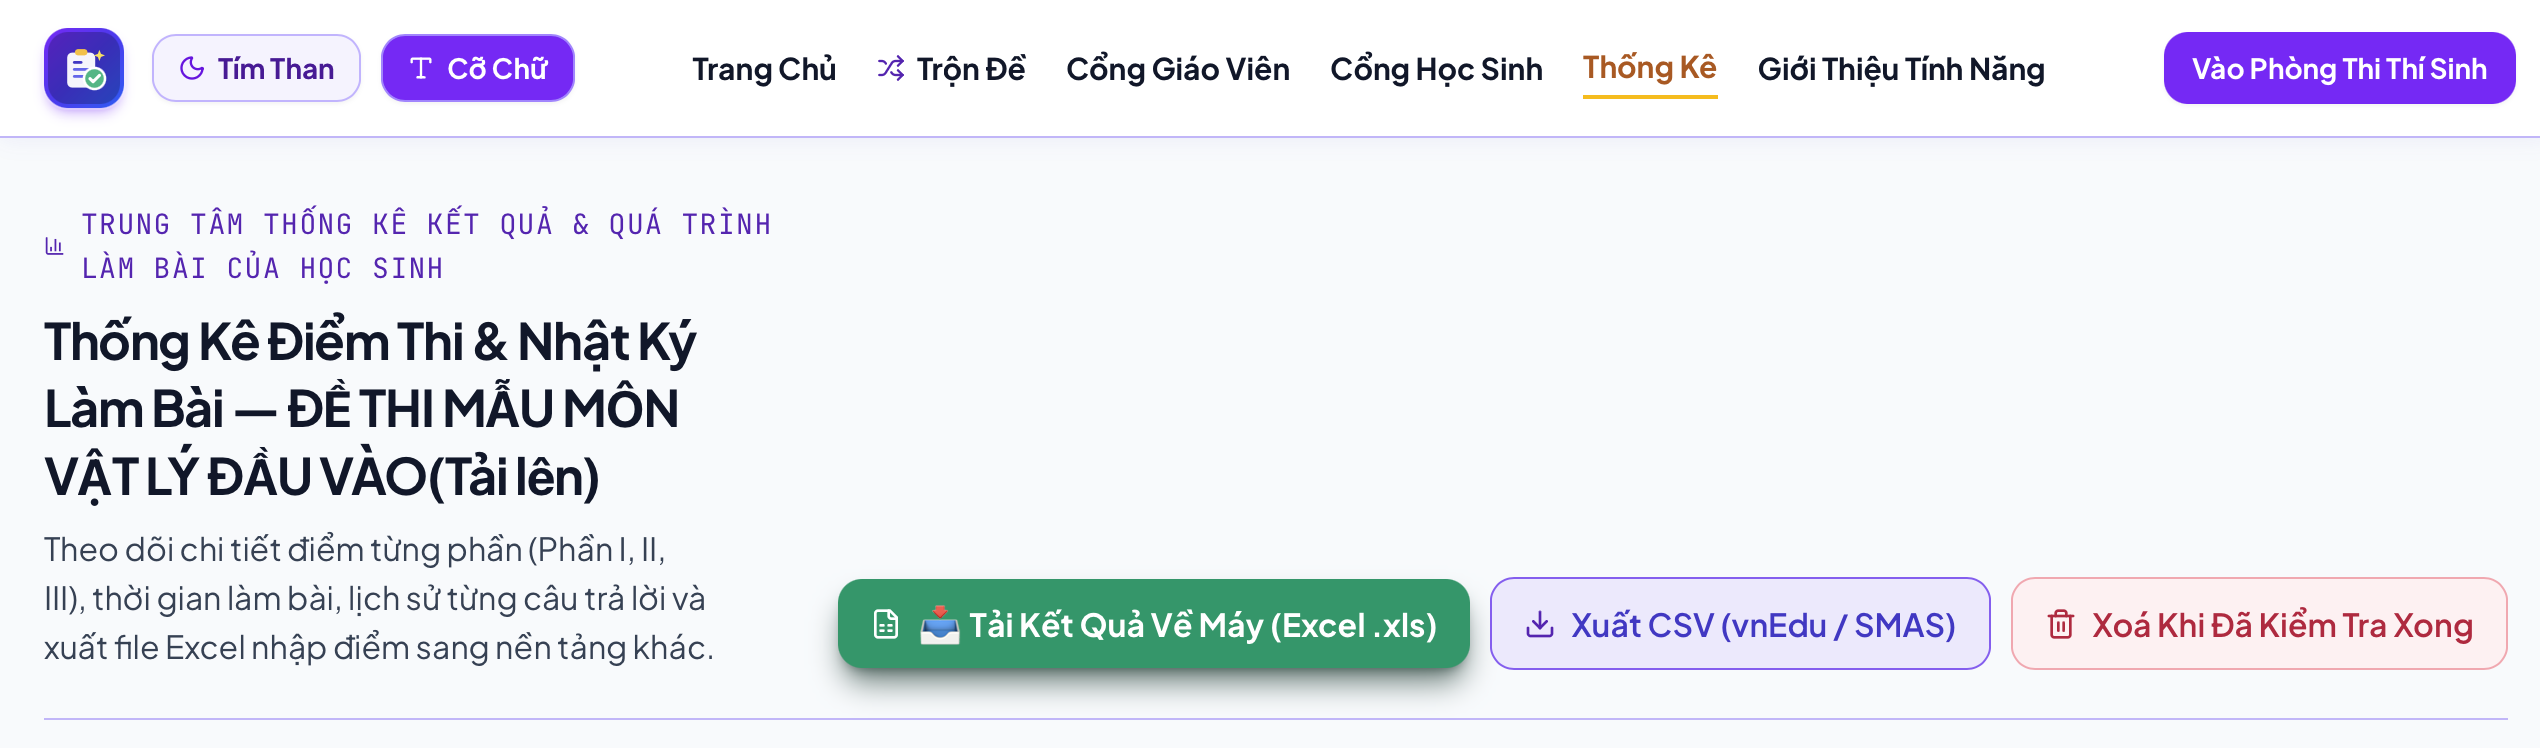 Tím Than
Cỡ Chữ
Trang Chủ
Trộn Đề
Cổng Giáo Viên
Cổng Học Sinh
Thống Kê
Giới Thiệu Tính Năng
Vào Phòng Thi Thí Sinh
TRUNG TÂM THỐNG KÊ KẾT QUẢ & QUÁ TRÌNH
LÀM BÀI CỦA HỌC SINH
Thống Kê Điểm Thi & Nhật Ký
Làm Bài — ĐỀ THI MẪU MÔN
VẬT LÝ ĐẦU VÀO(Tải lên)
Theo dõi chi tiết điểm từng phần (Phần I, II,
III), thời gian làm bài, lịch sử từng câu trả lời và
xuất file Excel nhập điểm sang nền tảng khác.
📥 Tải Kết Quả Về Máy (Excel .xls)
Xuất CSV (vnEdu / SMAS)
Xoá Khi Đã Kiểm Tra Xong